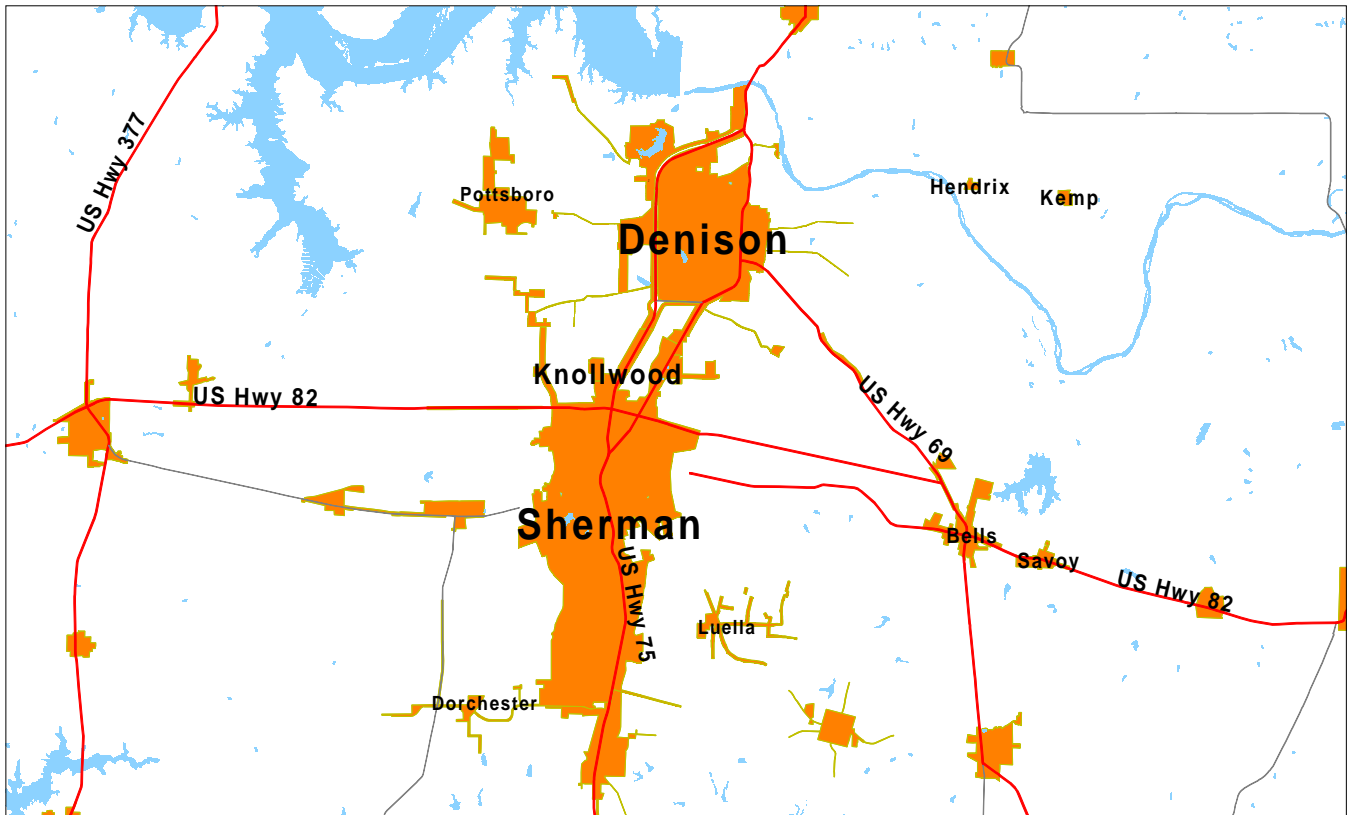 US Hwy 377
Pottsboro
Hendrix
Kemp
Denison
Knollwood
US Hwy 82
US Hwy 69
Sherman
Bells
Savoy
US Hwy 82
US Hwy 75
Luella
Dorchester